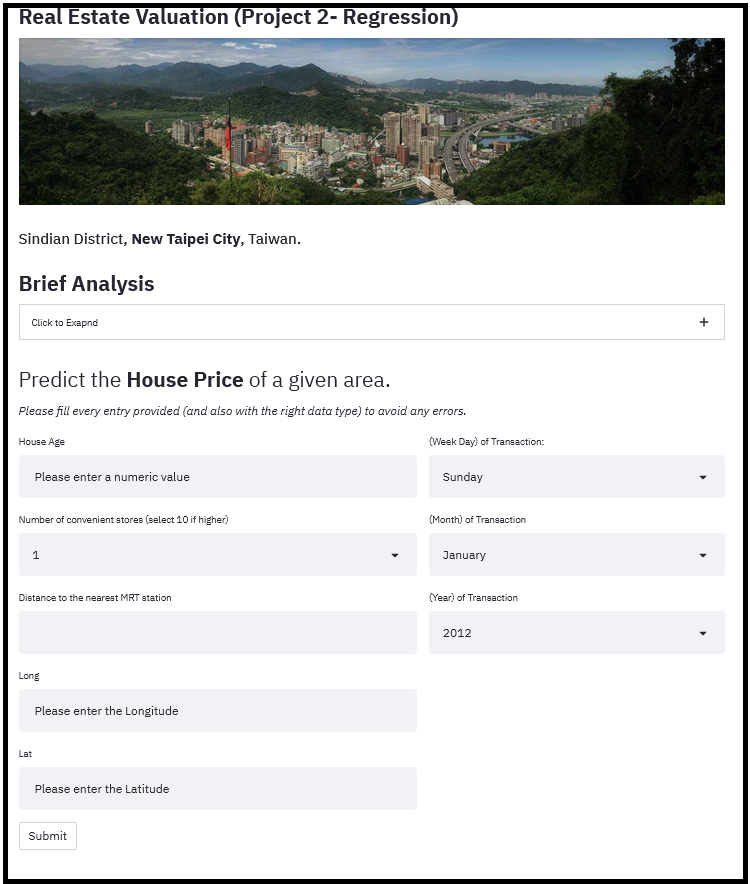 Real Estate Valuation (Project 2- Regression)
Sindian District, New Taipei City, Taiwan.
Brief Analysis
Click to Exapnd
Predict the House Price of a given area.
Please fill every entry provided (and also with the right data type) to avoid any errors.
House Age
Please enter a numeric value
(Week Day) of Transaction:
Sunday
Number of convenient stores (select 10 if higher)
1
(Month) of Transaction
January
Distance to the nearest MRT station
(Year) of Transaction
2012
Long
Please enter the Longitude
Lat
Please enter the Latitude
Submit